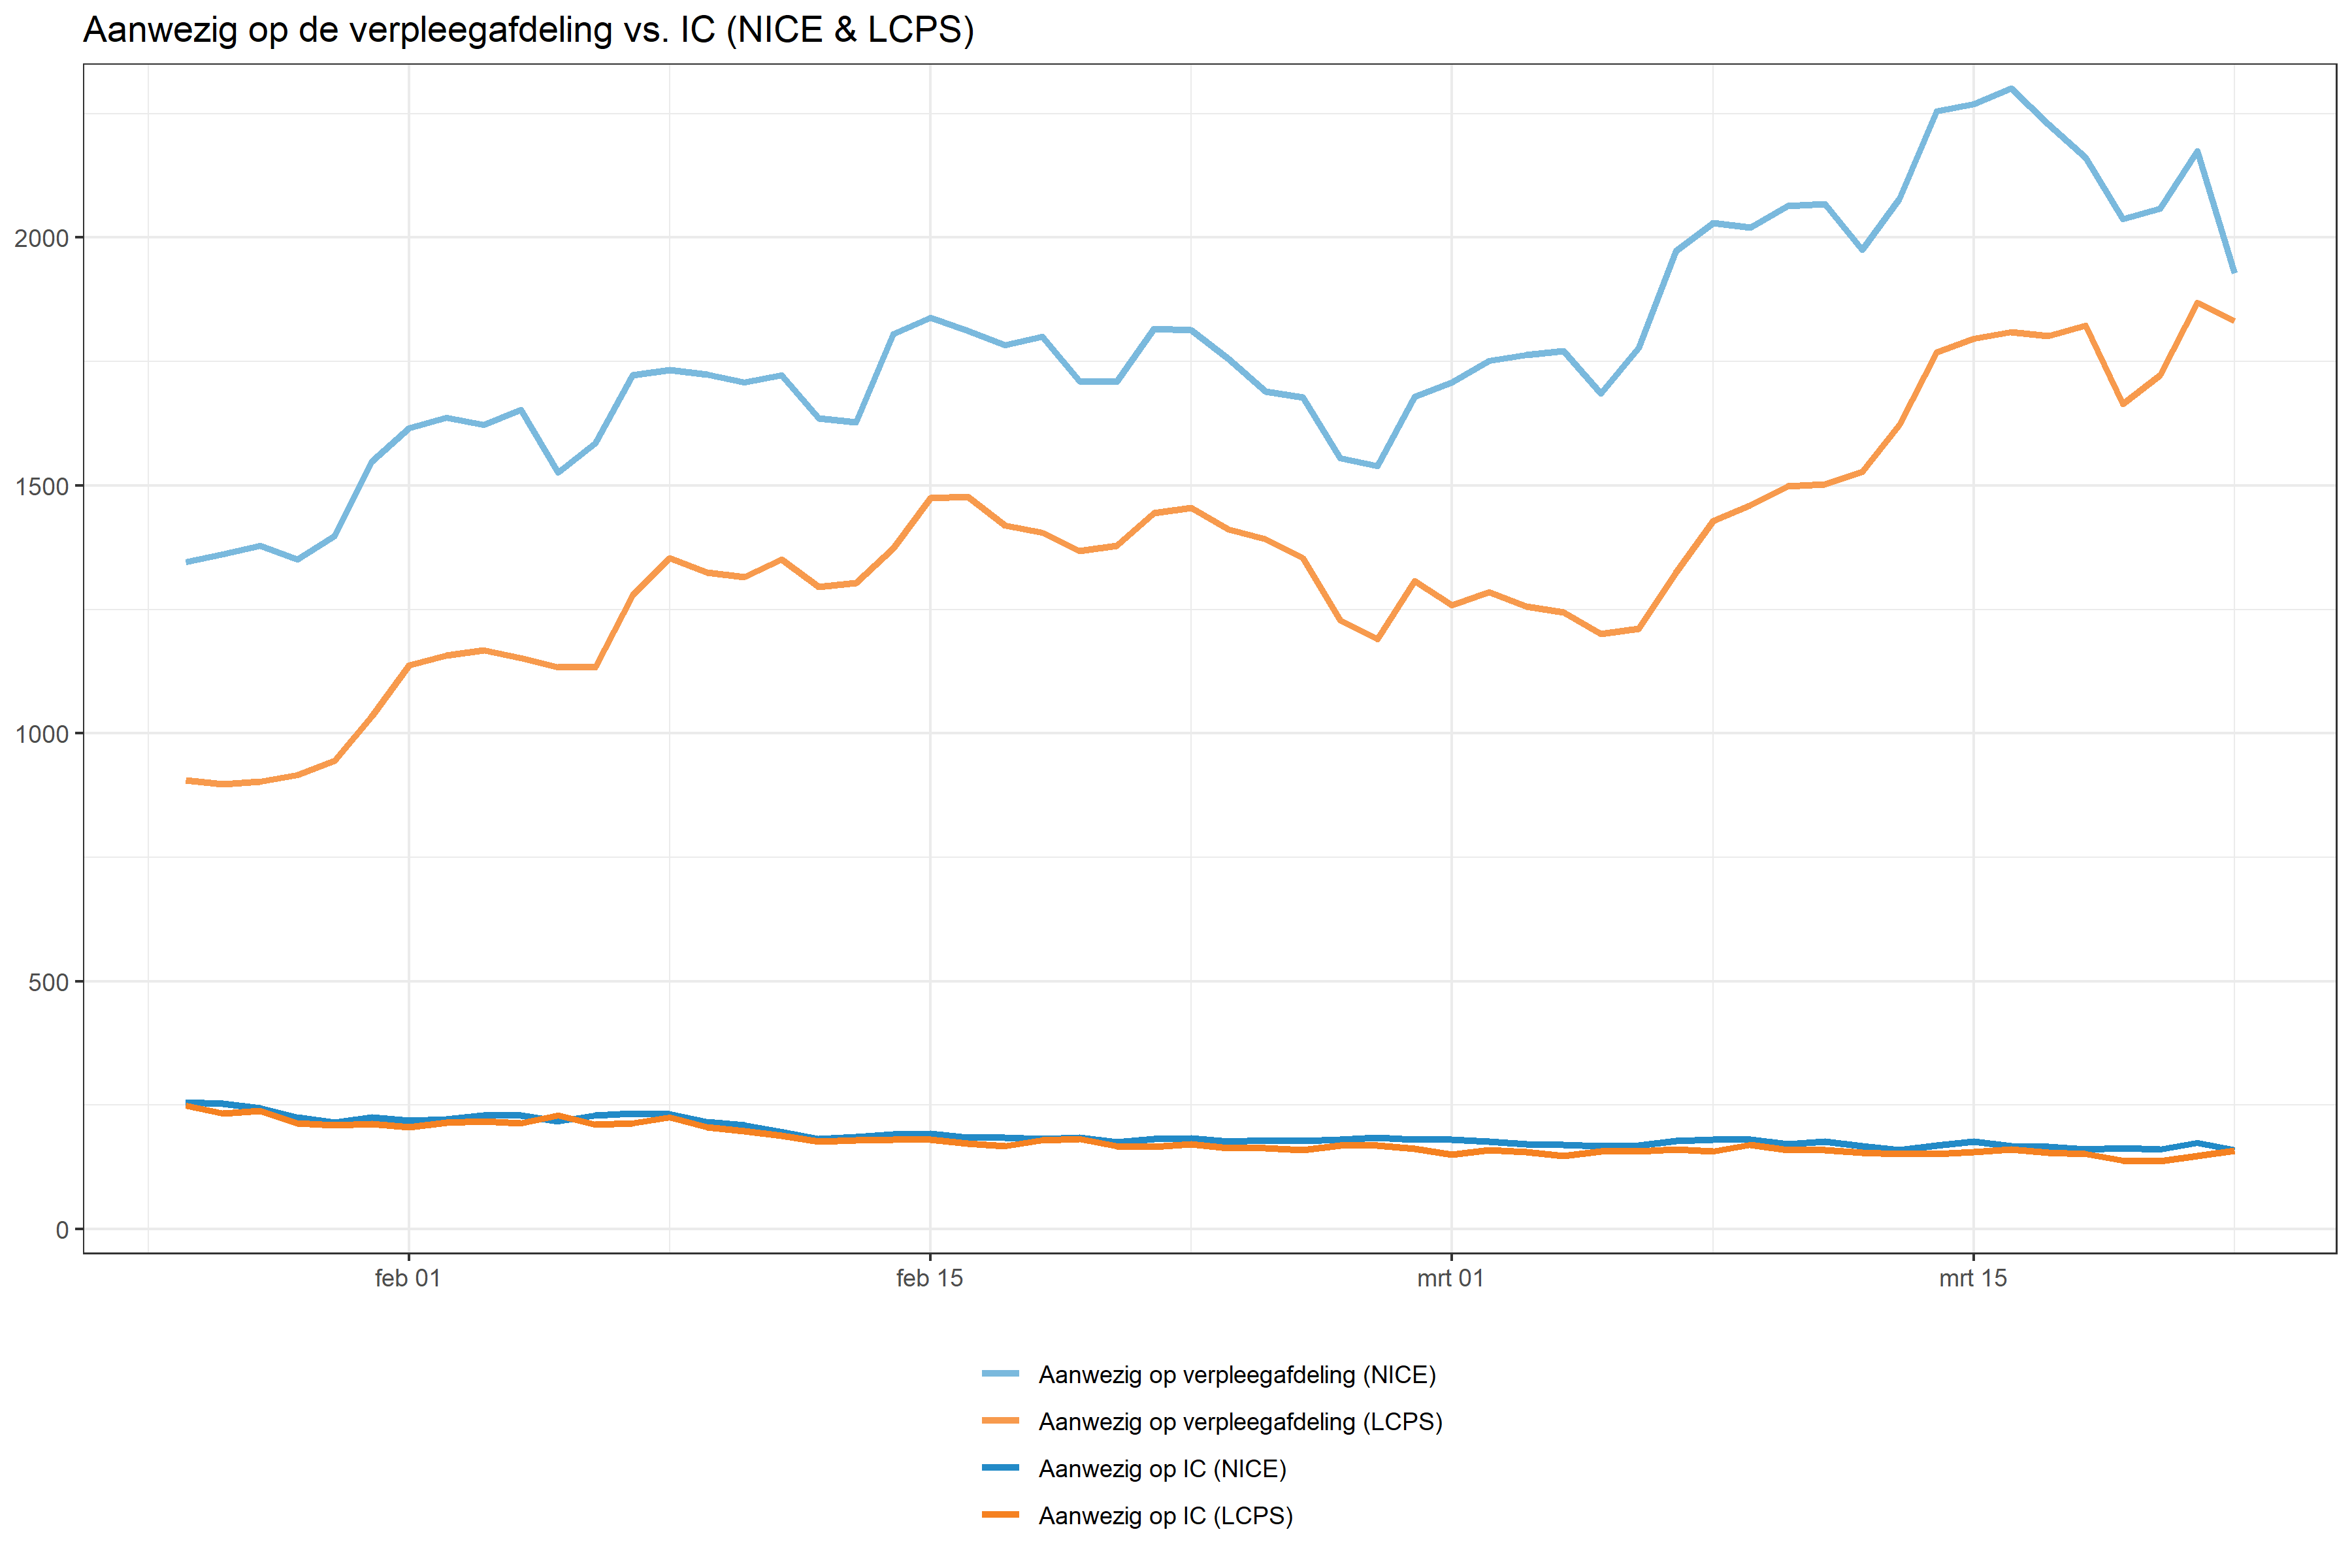 Aanwezig op de verpleegafdeling vs. IC (NICE & LCPS)
2000
1500
1000
500
0
feb 01 feb 15 mrt 01 mrt 15
Aanwezig op verpleegafdeling (NICE)
Aanwezig op verpleegafdeling (LCPS)
Aanwezig op IC (NICE)
Aanwezig op IC (LCPS)